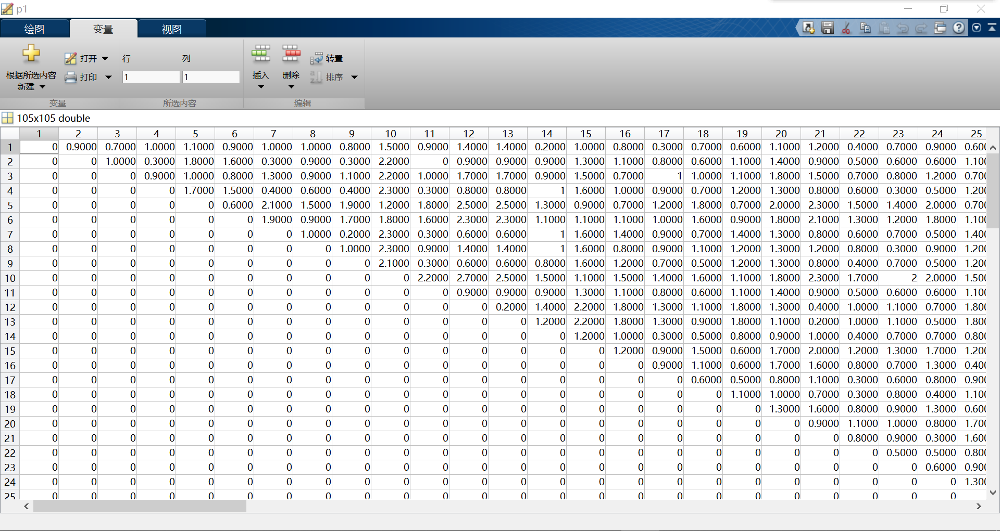 p1
绘图 变量 视图
根据所选内容
新建
打开
打印
变量
行 列
1 1
所选内容
插入 删除 转置
排序
编辑
105x105 double
1 2 3 4 5 6 7 8 9 10 11 12 13 14 15 16 17 18 19 20 21 22 23 24 25
1 0 0.9000 0.7000 1.0000 1.1000 0.9000 1.0000 1.0000 0.8000 1.5000 0.9000 1.4000 1.4000 0.2000 1.0000 0.8000 0.3000 0.7000 0.6000 1.1000 1.2000 0.4000 0.7000 0.9000 0.600
2 0 0 1.0000 0.3000 1.8000 1.6000 0.3000 0.9000 0.3000 2.2000 0 0.9000 0.9000 0.9000 1.3000 1.1000 0.8000 0.6000 1.1000 1.4000 0.9000 0.5000 0.6000 0.6000 1.100
3 0 0 0 0.9000 1.0000 0.8000 1.3000 0.9000 1.1000 2.2000 1.0000 1.7000 1.7000 0.9000 1.5000 0.7000 1 1.0000 1.1000 1.8000 1.5000 0.7000 0.8000 1.2000 0.700
4 0 0 0 0 1.7000 1.5000 0.4000 0.6000 0.4000 2.3000 0.3000 0.8000 0.8000 1 1.6000 1.0000 0.9000 0.7000 1.2000 1.3000 0.8000 0.6000 0.3000 0.5000 1.200
5 0 0 0 0 0 0.6000 2.1000 1.5000 1.9000 1.2000 1.8000 2.5000 2.5000 1.3000 0.9000 0.7000 1.2000 1.8000 0.7000 2.0000 2.3000 1.5000 1.4000 2.0000 0.700
6 0 0 0 0 0 0 1.9000 0.9000 1.7000 1.8000 1.6000 2.3000 2.3000 1.1000 1.1000 1.1000 1.0000 1.6000 0.9000 1.8000 2.1000 1.3000 1.2000 1.8000 1.100
7 0 0 0 0 0 0 0 1.0000 0.2000 2.3000 0.3000 0.6000 0.6000 1 1.6000 1.4000 0.9000 0.7000 1.4000 1.3000 0.8000 0.6000 0.7000 0.5000 1.400
8 0 0 0 0 0 0 0 0 1.0000 2.3000 0.9000 1.4000 1.4000 1 1.6000 0.8000 0.9000 1.1000 1.2000 1.3000 1.2000 0.8000 0.3000 0.9000 1.200
9 0 0 0 0 0 0 0 0 0 2.1000 0.3000 0.6000 0.6000 0.8000 1.6000 1.2000 0.7000 0.5000 1.2000 1.3000 0.8000 0.4000 0.7000 0.5000 1.200
10 0 0 0 0 0 0 0 0 0 0 2.2000 2.7000 2.5000 1.5000 1.1000 1.5000 1.4000 1.6000 1.1000 1.8000 2.3000 1.7000 2 2.0000 1.500
11 0 0 0 0 0 0 0 0 0 0 0 0.9000 0.9000 0.9000 1.3000 1.1000 0.8000 0.6000 1.1000 1.4000 0.9000 0.5000 0.6000 0.6000 1.100
12 0 0 0 0 0 0 0 0 0 0 0 0 0.2000 1.4000 2.2000 1.8000 1.3000 1.1000 1.8000 1.3000 0.4000 1.0000 1.1000 0.7000 1.800
13 0 0 0 0 0 0 0 0 0 0 0 0 0 1.2000 2.2000 1.8000 1.3000 0.9000 1.8000 1.1000 0.2000 1.0000 1.1000 0.5000 1.800
14 0 0 0 0 0 0 0 0 0 0 0 0 0 0 1.2000 1.0000 0.3000 0.5000 0.8000 0.9000 1.0000 0.4000 0.7000 0.7000 0.800
15 0 0 0 0 0 0 0 0 0 0 0 0 0 0 0 1.2000 0.9000 1.5000 0.6000 1.7000 2.0000 1.2000 1.3000 1.7000 1.200
16 0 0 0 0 0 0 0 0 0 0 0 0 0 0 0 0 0.9000 1.1000 0.6000 1.7000 1.6000 0.8000 0.7000 1.3000 0.400
17 0 0 0 0 0 0 0 0 0 0 0 0 0 0 0 0 0 0.6000 0.5000 0.8000 1.1000 0.3000 0.6000 0.8000 0.900
18 0 0 0 0 0 0 0 0 0 0 0 0 0 0 0 0 0 0 1.1000 1.0000 0.7000 0.3000 0.8000 0.4000 1.100
19 0 0 0 0 0 0 0 0 0 0 0 0 0 0 0 0 0 0 0 1.3000 1.6000 0.8000 0.9000 1.3000 0.600
20 0 0 0 0 0 0 0 0 0 0 0 0 0 0 0 0 0 0 0 0 0.9000 1.1000 1.0000 0.8000 1.700
21 0 0 0 0 0 0 0 0 0 0 0 0 0 0 0 0 0 0 0 0 0 0.8000 0.9000 0.3000 1.600
22 0 0 0 0 0 0 0 0 0 0 0 0 0 0 0 0 0 0 0 0 0 0 0.5000 0.5000 0.800
23 0 0 0 0 0 0 0 0 0 0 0 0 0 0 0 0 0 0 0 0 0 0 0 0.6000 0.900
24 0 0 0 0 0 0 0 0 0 0 0 0 0 0 0 0 0 0 0 0 0 0 0 0 1.300
25 0 0 0 0 0 0 0 0 0 0 0 0 0 0 0 0 0 0 0 0 0 0 0 0